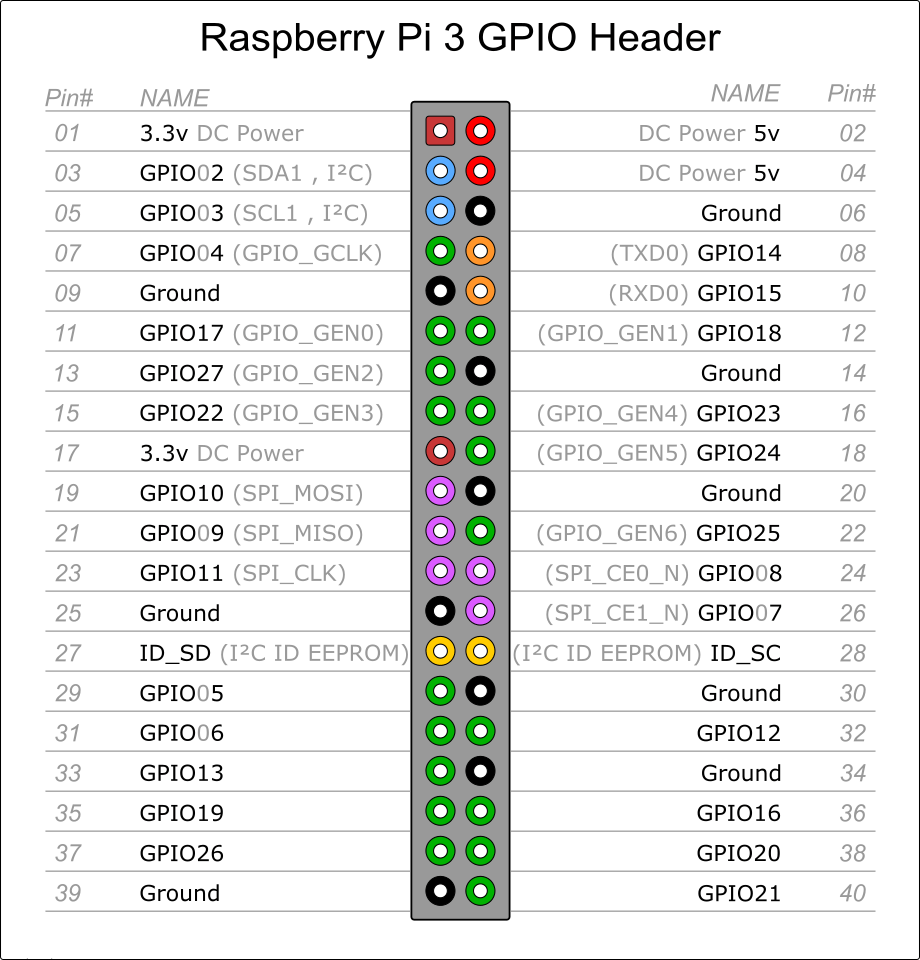 Raspberry Pi 3 GPIO Header
Pin# NAME NAME Pin#
01 3.3v DC Power DC Power 5v 02
03 GPIO02 (SDA1 , I²C) DC Power 5v 04
05 GPIO03 (SCL1 , I²C) Ground 06
07 GPIO04 (GPIO_GCLK) (TXD0) GPIO14 08
09 Ground (RXD0) GPIO15 10
11 GPIO17 (GPIO_GEN0) (GPIO_GEN1) GPIO18 12
13 GPIO27 (GPIO_GEN2) Ground 14
15 GPIO22 (GPIO_GEN3) (GPIO_GEN4) GPIO23 16
17 3.3v DC Power (GPIO_GEN5) GPIO24 18
19 GPIO10 (SPI_MOSI) Ground 20
21 GPIO09 (SPI_MISO) (GPIO_GEN6) GPIO25 22
23 GPIO11 (SPI_CLK) (SPI_CE0_N) GPIO08 24
25 Ground (SPI_CE1_N) GPIO07 26
27 ID_SD (I²C ID EEPROM) (I²C ID EEPROM) ID_SC 28
29 GPIO05 Ground 30
31 GPIO06 GPIO12 32
33 GPIO13 Ground 34
35 GPIO19 GPIO16 36
37 GPIO26 GPIO20 38
39 Ground GPIO21 40